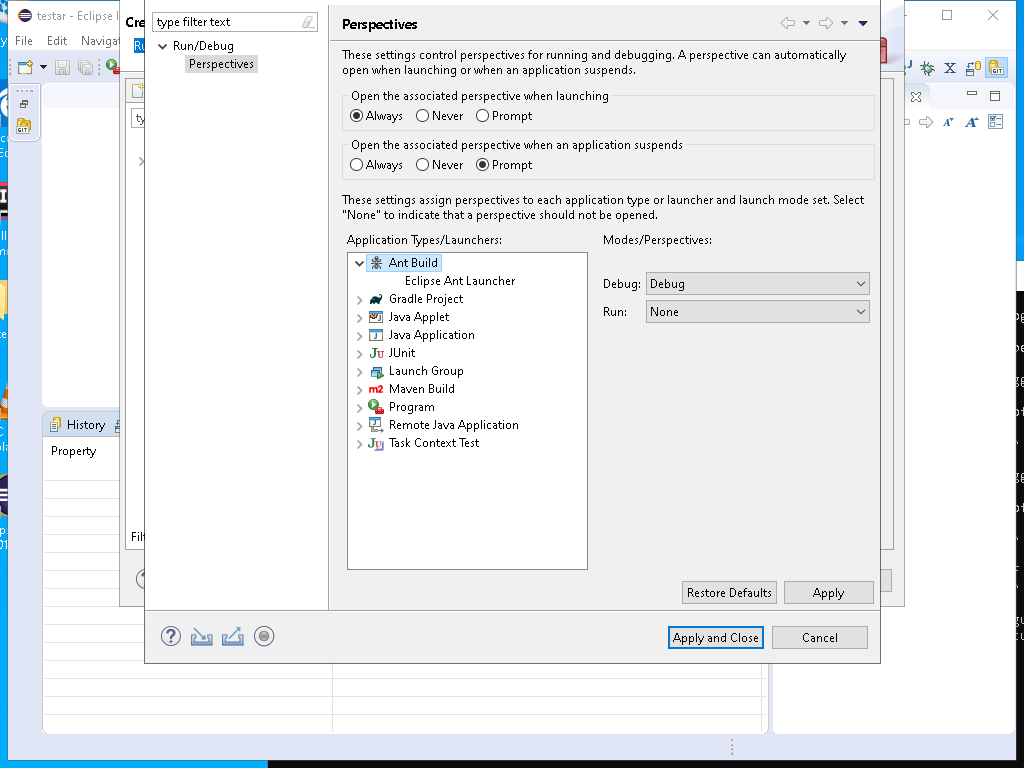 testar - Eclipse I
File Edit Navigat
Cre
Ru
type filter text
Run/Debug
Perspectives
Perspectives
These settings control perspectives for running and debugging. A perspective can automatically
open when launching or when an application suspends.
Open the associated perspective when launching
Always Never Prompt
Open the associated perspective when an application suspends
Always Never Prompt
These settings assign perspectives to each application type or launcher and launch mode set. Select
"None" to indicate that a perspective should not be opened.
Application Types/Launchers:
Modes/Perspectives:
Ant Build
Eclipse Ant Launcher
Gradle Project
Java Applet
Java Application
JUnit
Launch Group
Maven Build
Program
Remote Java Application
Task Context Test
Debug: Debug
Run: None
Restore Defaults Apply
Apply and Close Cancel
History
Property
ty
Filt